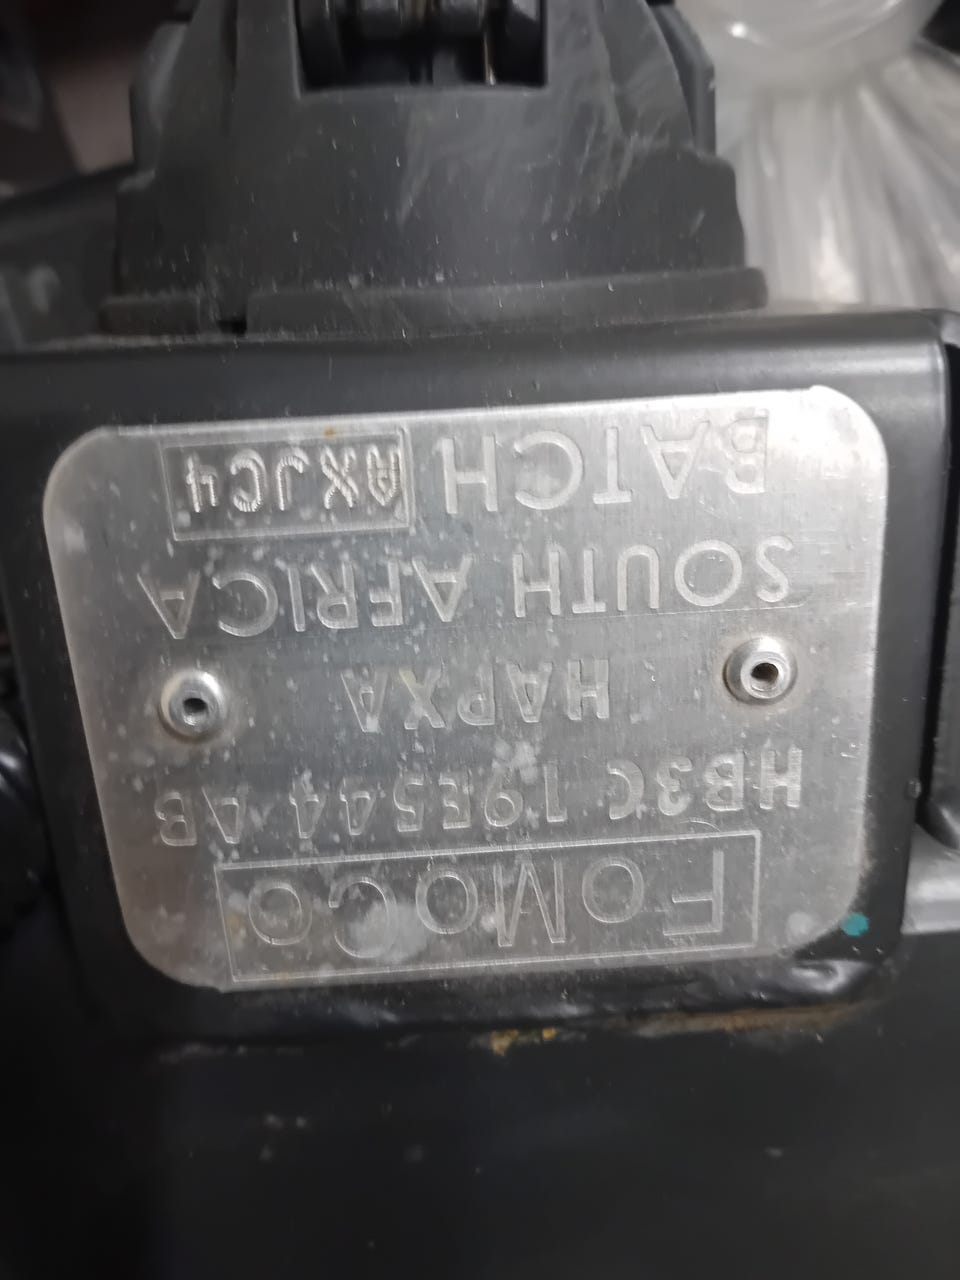 FoMoCo
HB3C 19E544 AB
HAPXA
SOUTH AFRICA
BATCH AXJC4